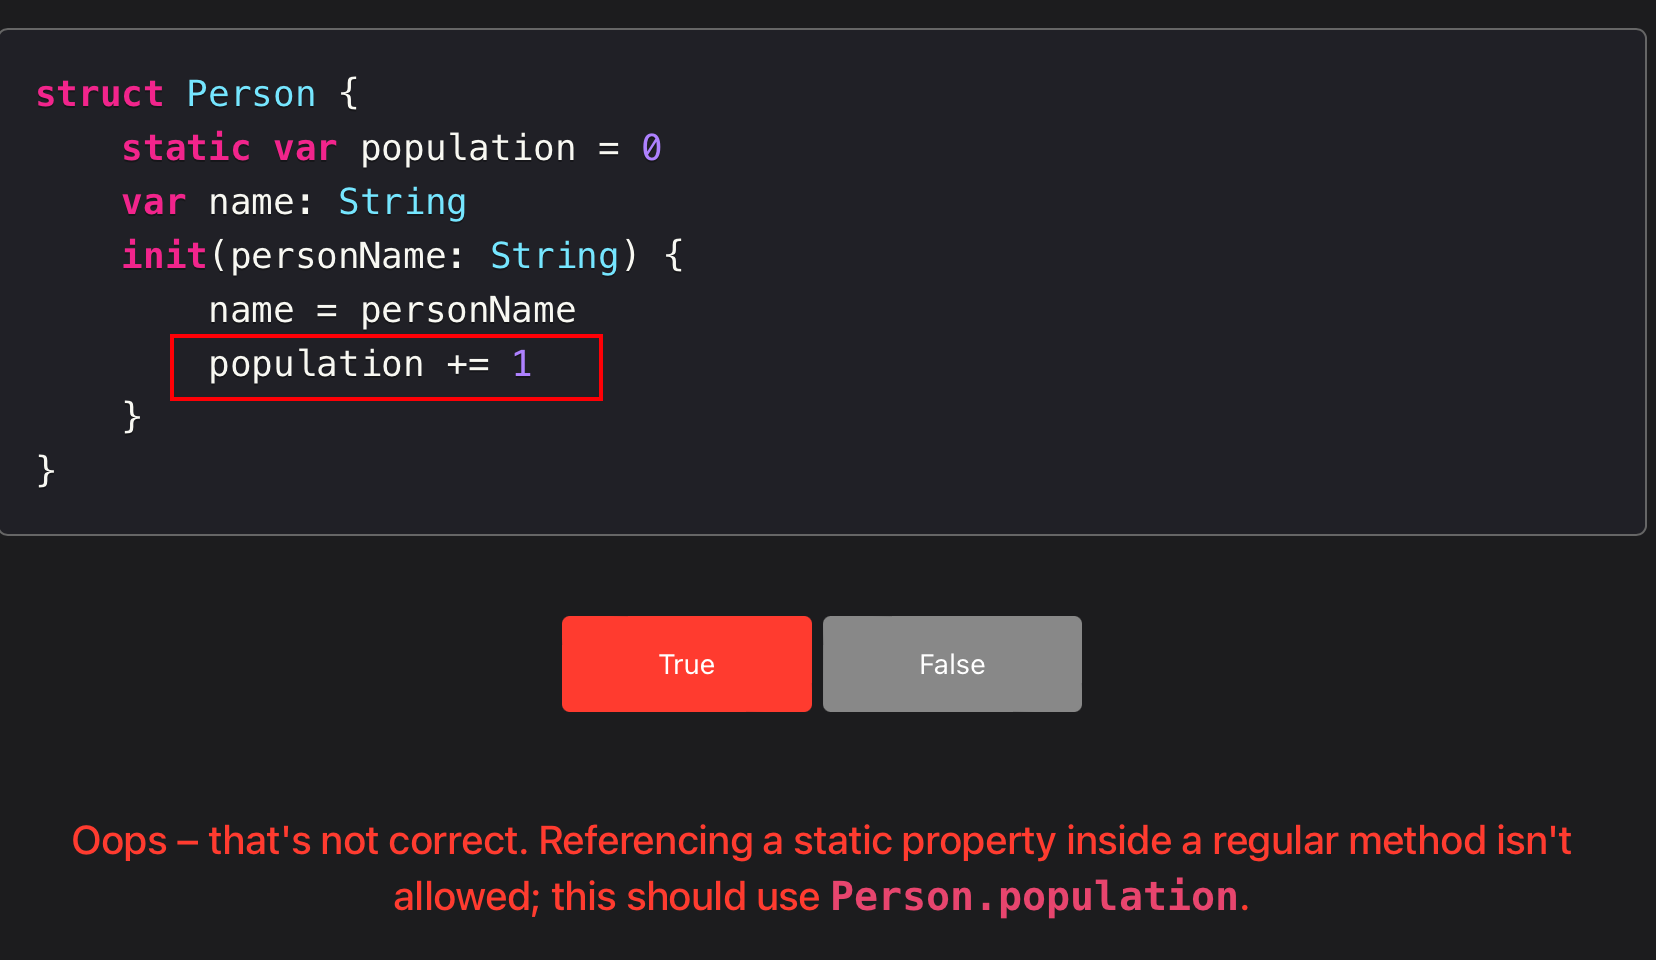 struct Person {
    static var population = 0
    var name: String
    init(personName: String) {
        name = personName
        population += 1
    }
}
True
False
Oops – that's not correct. Referencing a static property inside a regular method isn't
allowed; this should use Person.population.